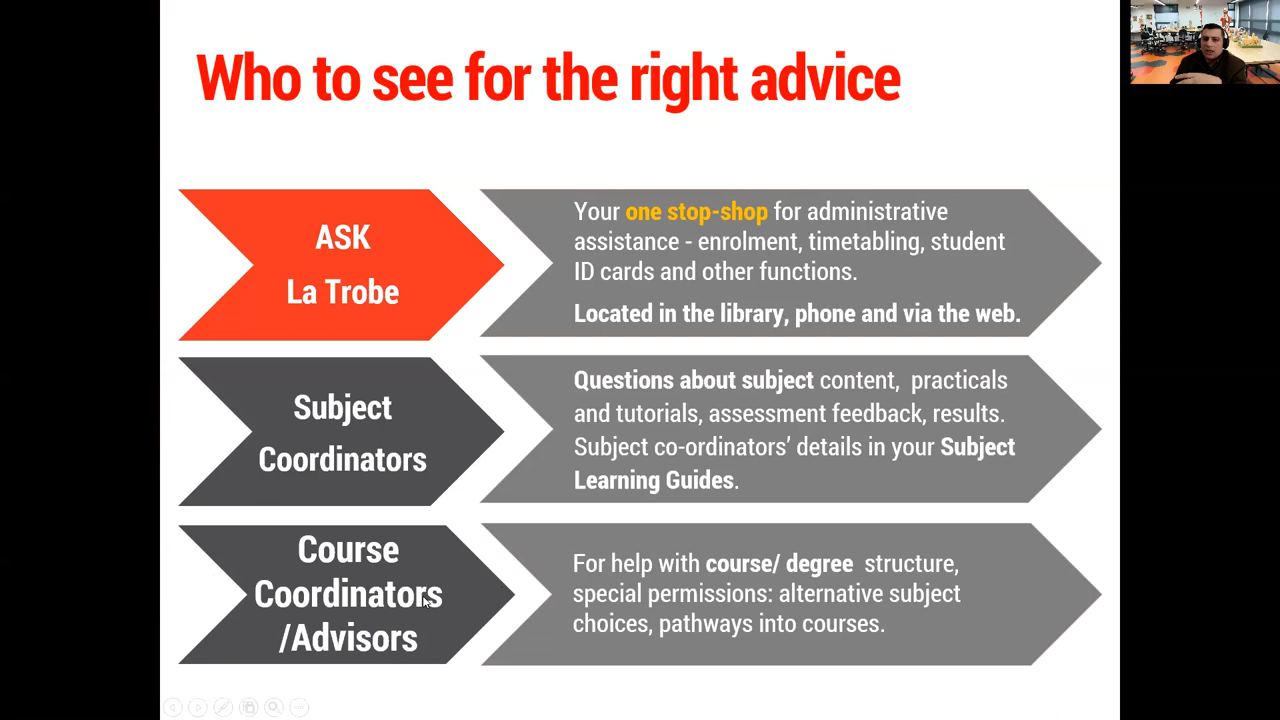 Who to see for the right advice
ASK
La Trobe
Your one stop-shop for administrative
assistance - enrolment, timetabling, student
ID cards and other functions.
Located in the library, phone and via the web.
Subject
Coordinators
Questions about subject content, practicals
and tutorials, assessment feedback, results.
Subject co-ordinators’ details in your Subject
Learning Guides.
Course
Coordinators
/Advisors
For help with course/ degree structure,
special permissions: alternative subject
choices, pathways into courses.